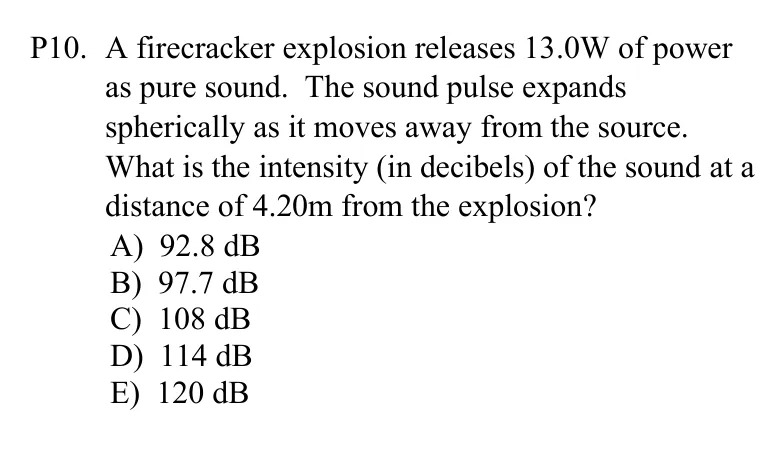 P10. A firecracker explosion releases 13.0W of power
as pure sound. The sound pulse expands
spherically as it moves away from the source.
What is the intensity (in decibels) of the sound at a
distance of 4.20m from the explosion?
A) 92.8 dB
B) 97.7 dB
C) 108 dB
D) 114 dB
E) 120 dB